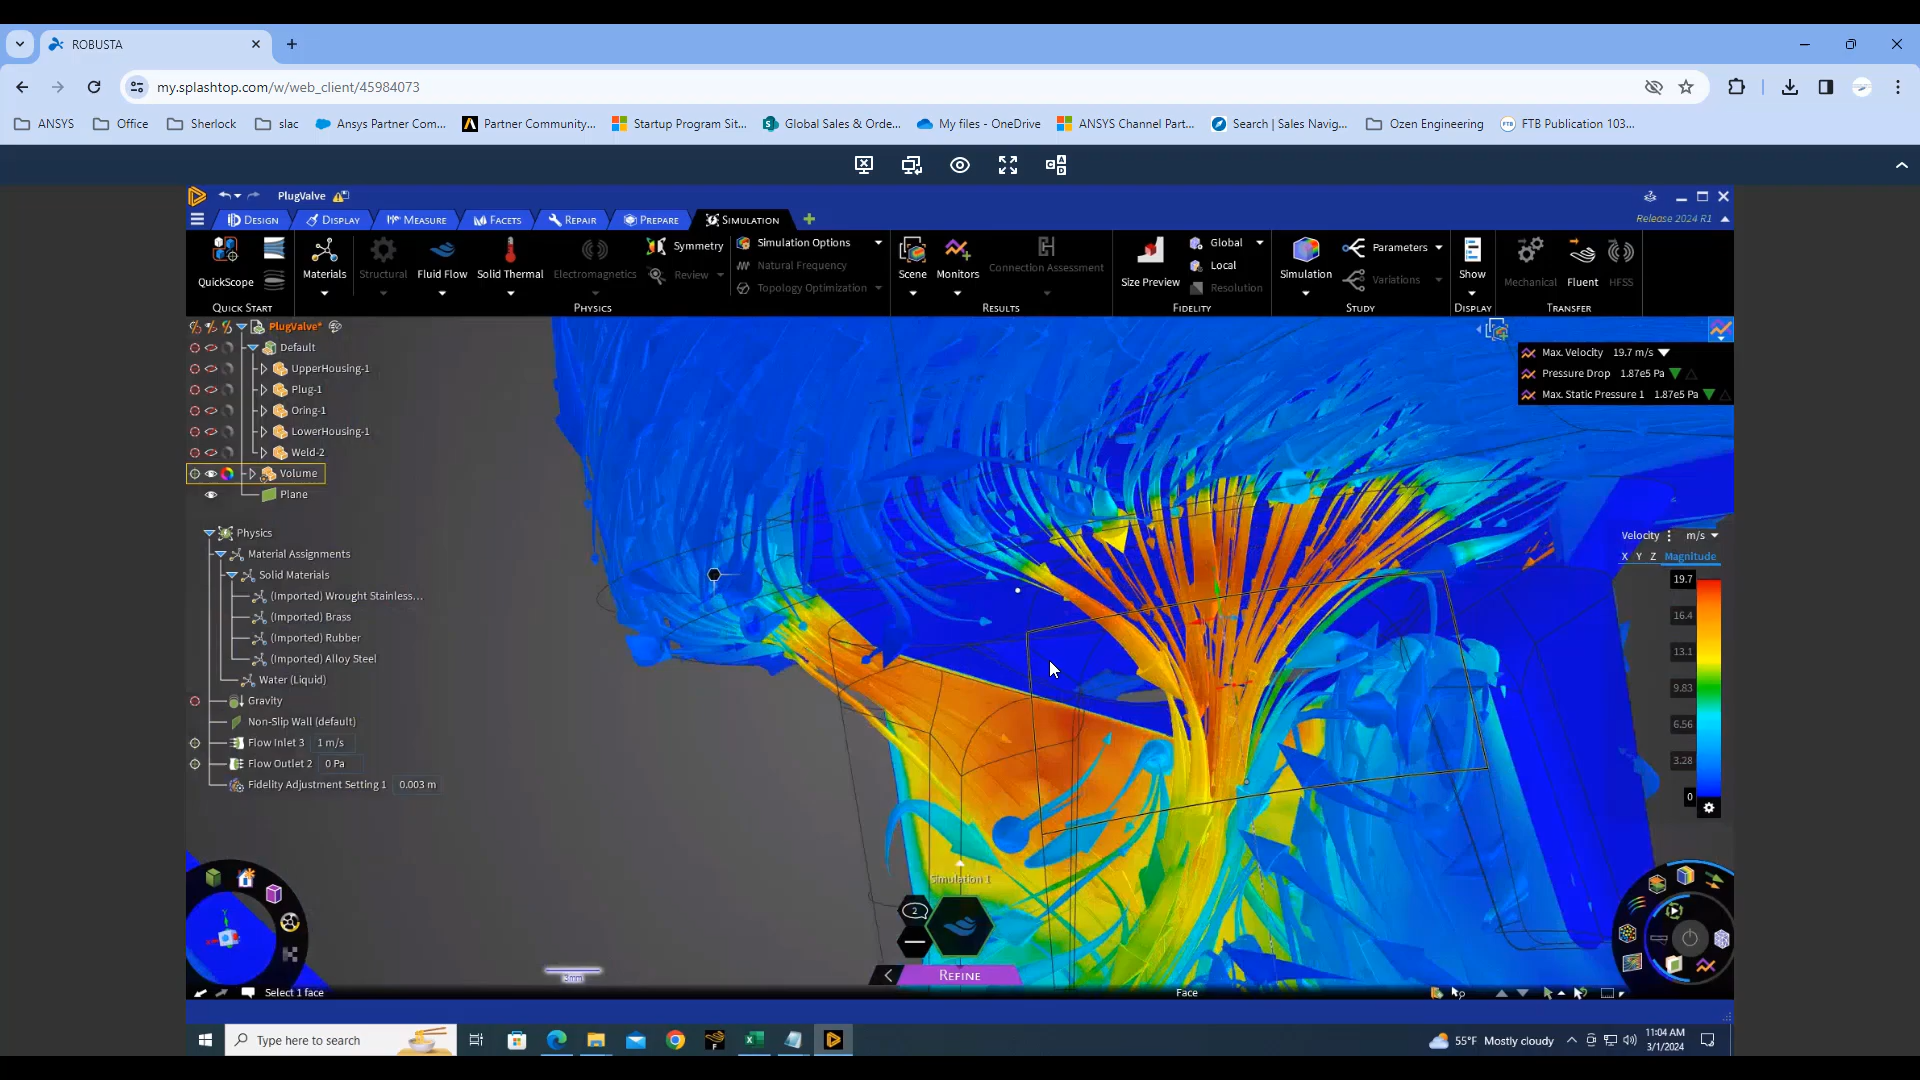 ROBUSTA
my.splashtop.com/w/web_client/45984073
ANSYS
Office
Sherlock
slac
Ansys Partner Com...
Partner Community...
Startup Program Sit...
Global Sales & Orde...
My files - OneDrive
ANSYS Channel Part...
Search | Sales Navig...
Ozen Engineering
FTB Publication 103...
PlugValve
Design
Display
Measure
Facets
Repair
Prepare
Simulation
Release 2024 R1
QuickScope
Materials
Structural
Fluid Flow
Solid Thermal
Electromagnetics
Symmetry
Review
Simulation Options
Natural Frequency
Topology Optimization
Scene
Monitors
Connection Assessment
Size Preview
Global
Local
Resolution
Simulation
Parameters
Variations
Show
Mechanical
Fluent
HFSS
Quick Start
Physics
Results
Fidelity
Study
Display
Transfer
PlugValve*
Default
UpperHousing-1
Plug-1
Oring-1
LowerHousing-1
Weld-2
Volume
Plane
Physics
Material Assignments
Solid Materials
(Imported) Wrought Stainless...
(Imported) Brass
(Imported) Rubber
(Imported) Alloy Steel
Water (Liquid)
Gravity
Non-Slip Wall (default)
Flow Inlet 3 1 m/s
Flow Outlet 2 0 Pa
Fidelity Adjustment Setting 1 0.003 m
Max. Velocity 19.7 m/s
Pressure Drop 1.87e5 Pa
Max. Static Pressure 1 1.87e5 Pa
Velocity m/s
X Y Z Magnitude
19.7
16.4
13.1
9.83
6.56
3.28
0
Simulation 1
2
Refine
Select 1 face
Face
Type here to search
55°F Mostly cloudy
11:04 AM
3/1/2024